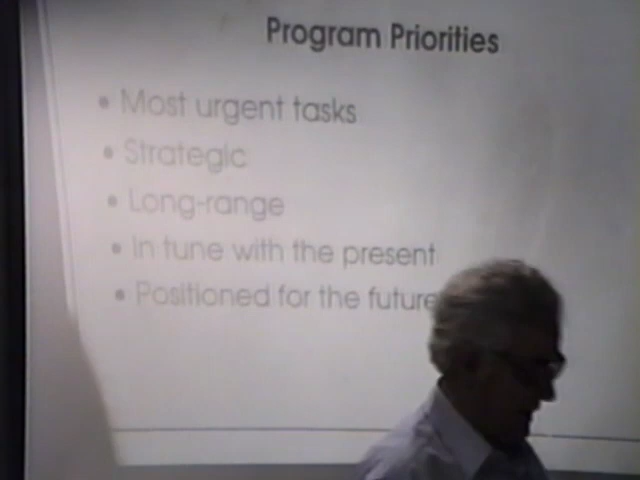 Program Priorities
• Most urgent tasks
• Strategic
• Long-range
• In tune with the present
• Positioned for the future